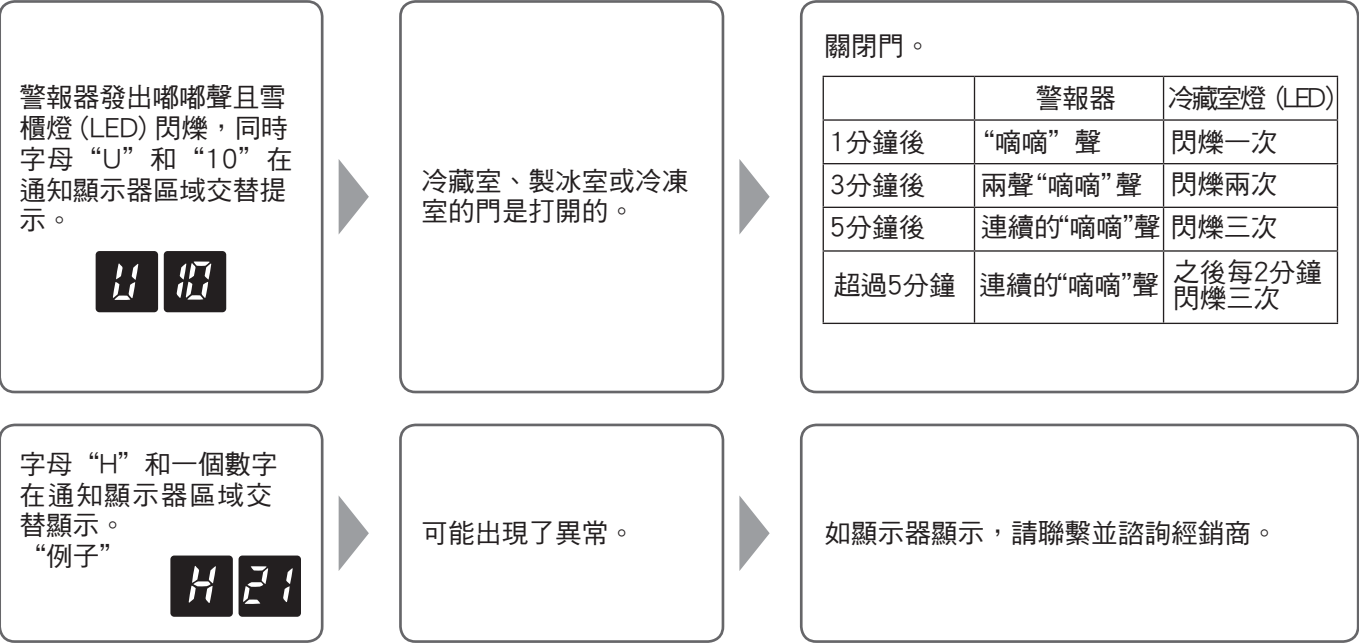 警報器發出嘟嘟聲且雪
櫃燈 (LED) 閃爍，同時
字母“U”和“10”在
通知顯示器區域交替提
示。
U 10
冷藏室、製冰室或冷凍
室的門是打開的。
關閉門。
警報器 冷藏室燈 (LED)
1分鐘後 “嘀嘀”聲 閃爍一次
3分鐘後 兩聲“嘀嘀”聲 閃爍兩次
5分鐘後 連續的“嘀嘀”聲 閃爍三次
超過5分鐘 連續的“嘀嘀”聲 之後每2分鐘
閃爍三次
字母“H”和一個數字
在通知顯示器區域交
替顯示。
“例子”
H 21
可能出現了異常。
如顯示器顯示，請聯繫並諮詢經銷商。